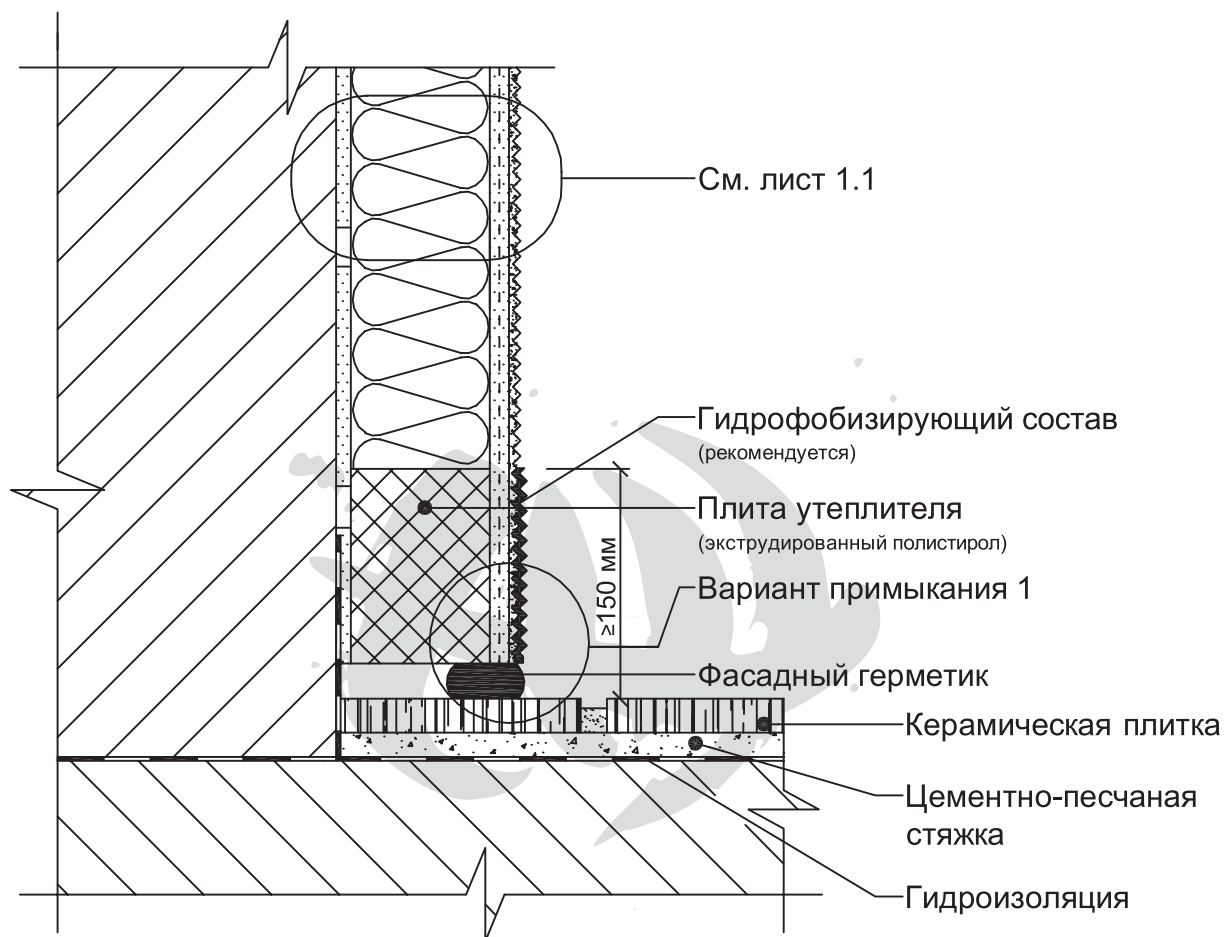 См. лист 1.1
Гидрофобизирующий состав
(рекомендуется)
Плита утеплителя
(экструдированный полистирол)
≥150 мм
Вариант примыкания 1
Фасадный герметик
Керамическая плитка
Цементно-песчаная
стяжка
Гидроизоляция